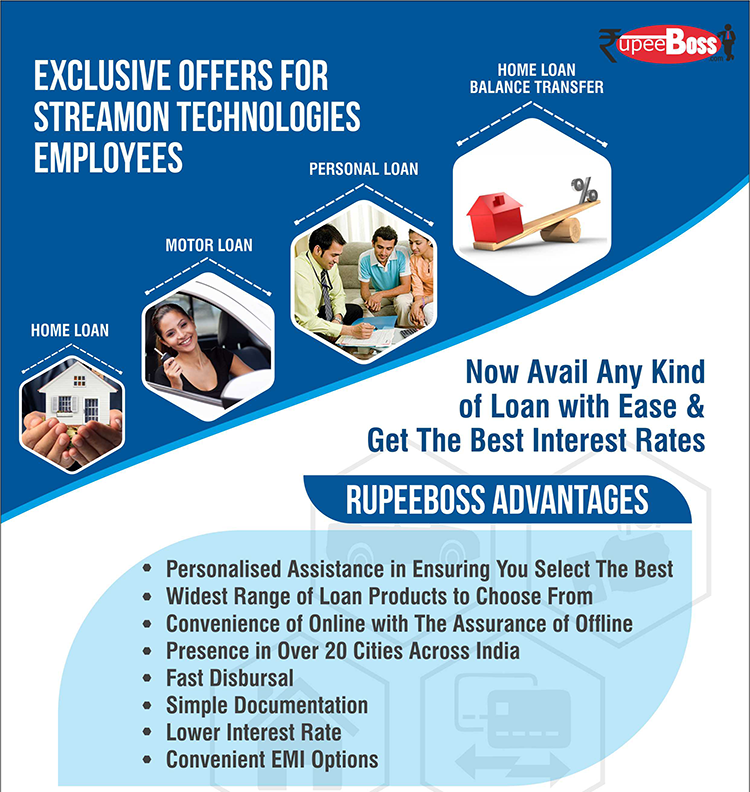 ₹upeeBoss
.com
EXCLUSIVE OFFERS FOR
STREAMON TECHNOLOGIES
EMPLOYEES
HOME LOAN
BALANCE TRANSFER
%
PERSONAL LOAN
MOTOR LOAN
HOME LOAN
Now Avail Any Kind
of Loan with Ease &
Get The Best Interest Rates
RUPEEBOSS ADVANTAGES
• Personalised Assistance in Ensuring You Select The Best
• Widest Range of Loan Products to Choose From
• Convenience of Online with The Assurance of Offline
• Presence in Over 20 Cities Across India
• Fast Disbursal
• Simple Documentation
• Lower Interest Rate
• Convenient EMI Options